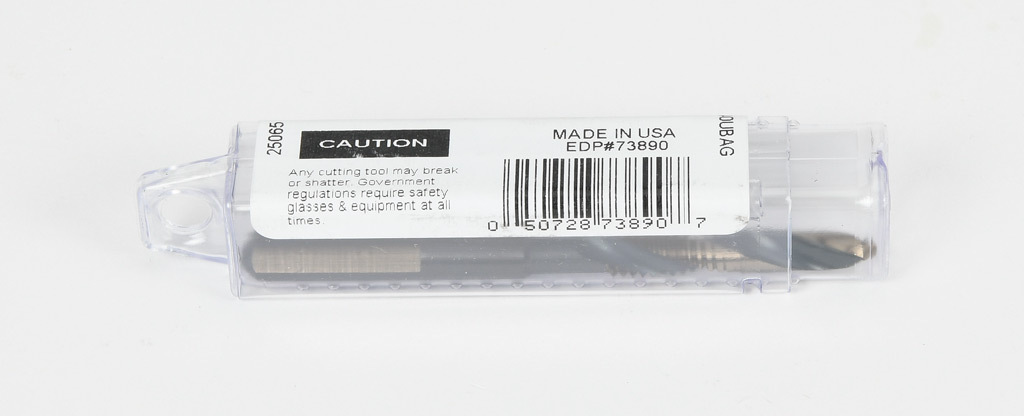 25065
CAUTION
Any cutting tool may break
or shatter. Government
regulations require safety
glasses & equipment at all
times.
MADE IN USA
EDP#73890
0 50728 73890 7
OUBAG